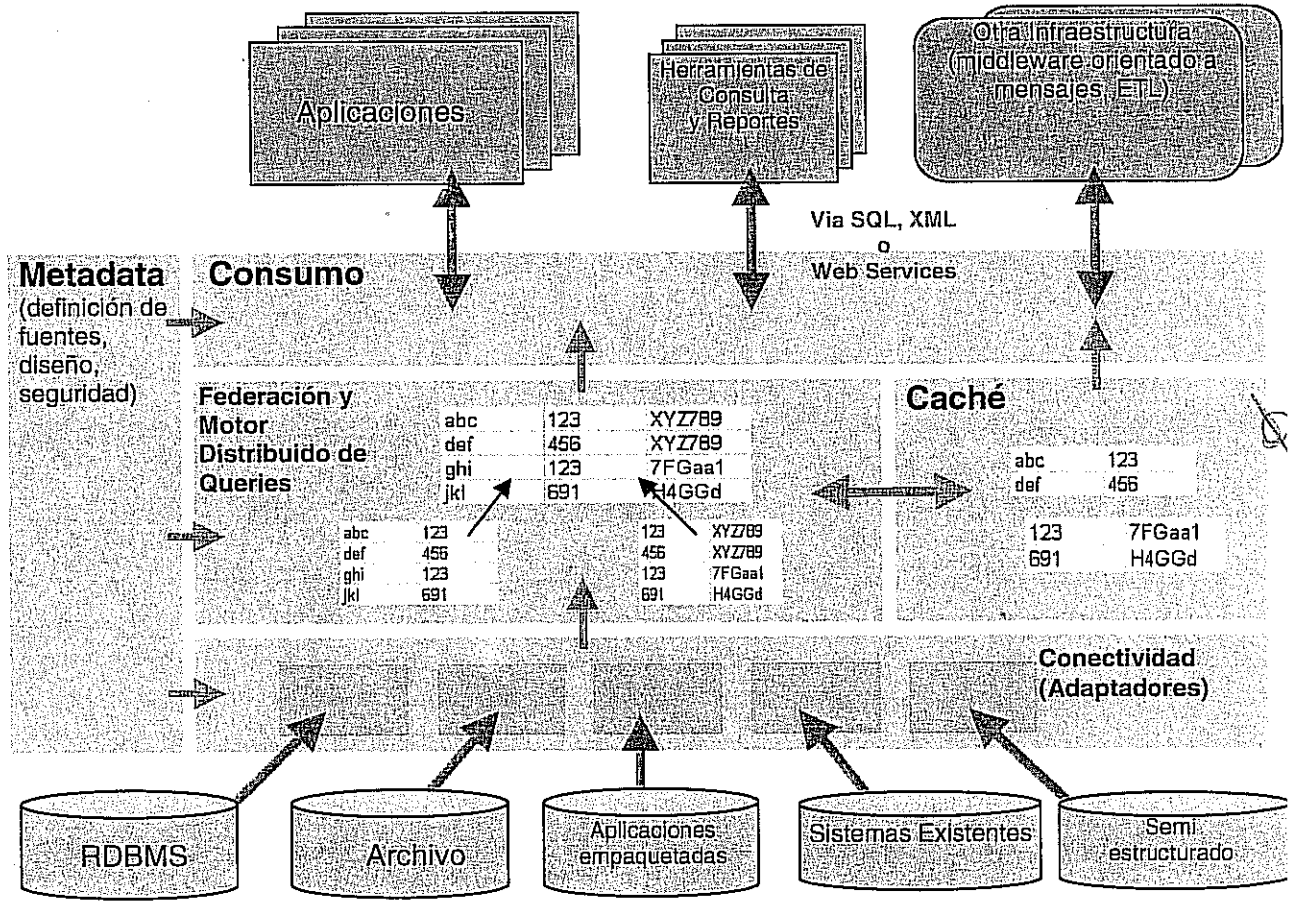 Aplicaciones
Herramientas de
Consulta
y Reportes
Otra Infraestructura
(middleware orientado a
mensajes, ETL)
Via SQL, XML
o
Web Services
Metadata
(definición de
fuentes,
diseño,
seguridad)
Consumo
Federación y
Motor
Distribuido de
Queries
abc 123 XYZ789
def 456 XYZ789
ghi 123 7FGaa1
jkl 691 H4GGd
abc 123
def 456
ghi 123
jkl 691
123 XYZ789
456 XYZ789
123 7FGaa1
691 H4GGd
Caché
abc 123
def 456
123 7FGaa1
691 H4GGd
Conectividad
(Adaptadores)
RDBMS
Archivo
Aplicaciones
empaquetadas
Sistemas Existentes
Semi
estructurado